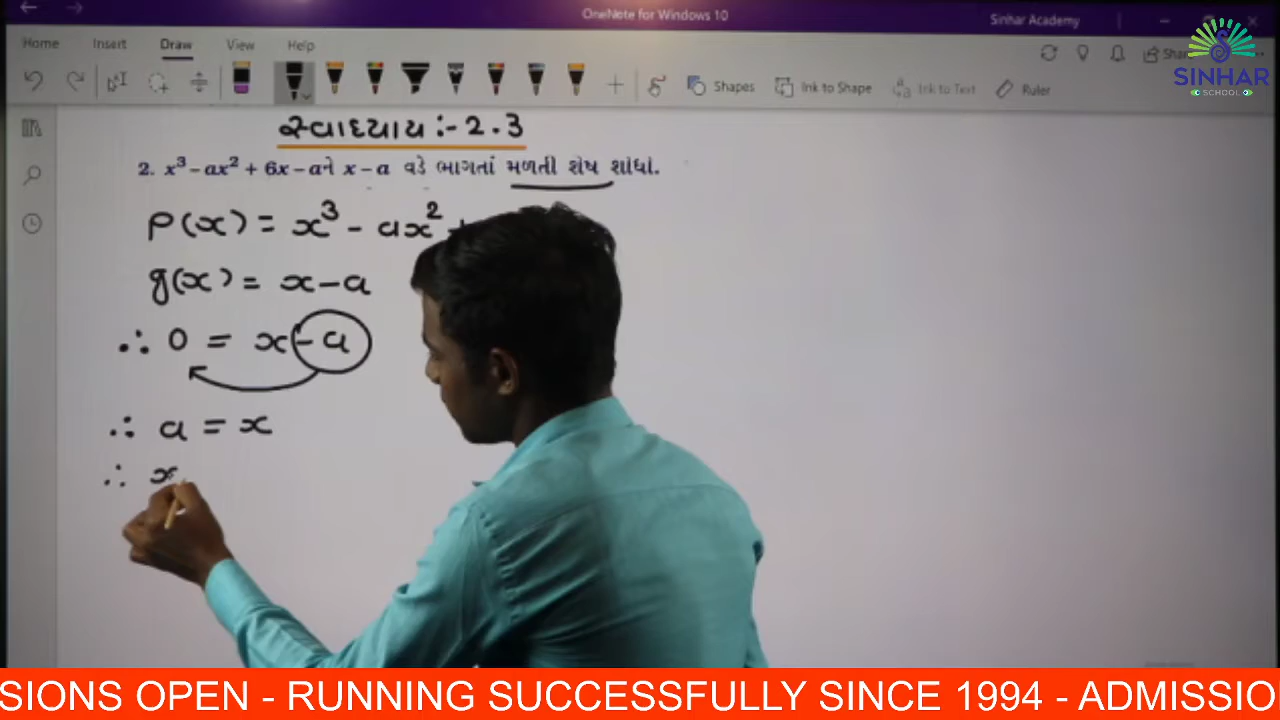 OneNote for Windows 10
Sinhar Academy
Home Insert Draw View Help
Shapes Ink to Shape Ink to Text Ruler
SINHAR
SCHOOL
સ્વાધ્યાય :- 2.3
2. x³ – ax² + 6x – aને x – a વડે ભાગતાં મળતી શેષ શોધો.
P(x) = x³ - ax²
g(x) = x - a
∴ 0 = x - a
∴ a = x
∴ x
SIONS OPEN - RUNNING SUCCESSFULLY SINCE 1994 - ADMISSIO